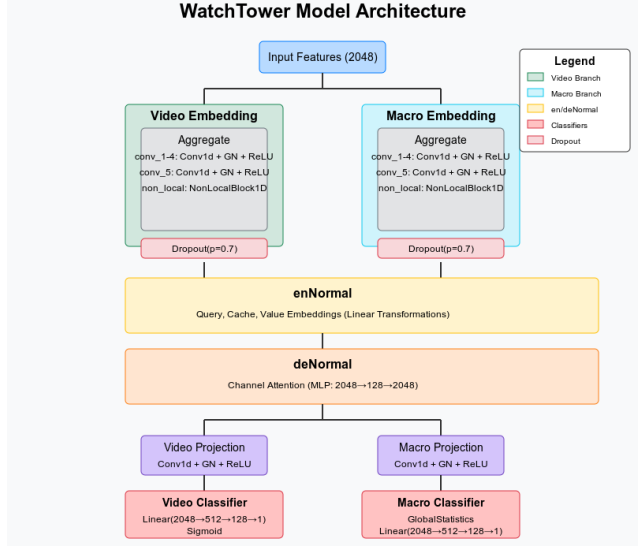 WatchTower Model Architecture
Input Features (2048)
Legend
Video Branch
Macro Branch
en/deNormal
Classifiers
Dropout
Video Embedding
Aggregate
conv_1-4: Conv1d + GN + ReLU
conv_5: Conv1d + GN + ReLU
non_local: NonLocalBlock1D
Dropout(p=0.7)
Macro Embedding
Aggregate
conv_1-4: Conv1d + GN + ReLU
conv_5: Conv1d + GN + ReLU
non_local: NonLocalBlock1D
Dropout(p=0.7)
enNormal
Query, Cache, Value Embeddings (Linear Transformations)
deNormal
Channel Attention (MLP: 2048→128→2048)
Video Projection
Conv1d + GN + ReLU
Macro Projection
Conv1d + GN + ReLU
Video Classifier
Linear(2048→512→128→1)
Sigmoid
Macro Classifier
GlobalStatistics
Linear(2048→512→128→1)